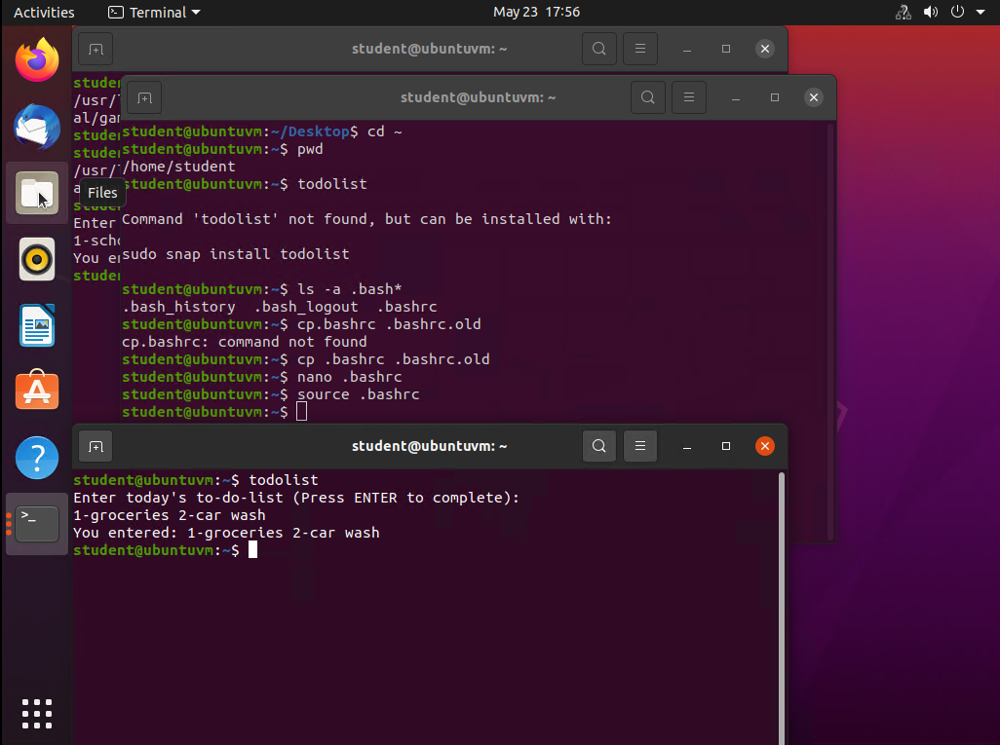 Activities
Terminal
May 23 17:56
student@ubuntuvm: ~
/usr/
al/gam
/usr/
Enter
1-scho
You en
Files
student@ubuntuvm: ~
student@ubuntuvm:~/Desktop$ cd ~
student@ubuntuvm:~$ pwd
/home/student
student@ubuntuvm:~$ todolist
Command 'todolist' not found, but can be installed with:
sudo snap install todolist
student@ubuntuvm:~$ ls -a .bash*
.bash_history .bash_logout .bashrc
student@ubuntuvm:~$ cp.bashrc .bashrc.old
cp.bashrc: command not found
student@ubuntuvm:~$ cp .bashrc .bashrc.old
student@ubuntuvm:~$ nano .bashrc
student@ubuntuvm:~$ source .bashrc
student@ubuntuvm:~$
student@ubuntuvm: ~
student@ubuntuvm:~$ todolist
Enter today's to-do-list (Press ENTER to complete):
1-groceries 2-car wash
You entered: 1-groceries 2-car wash
student@ubuntuvm:~$